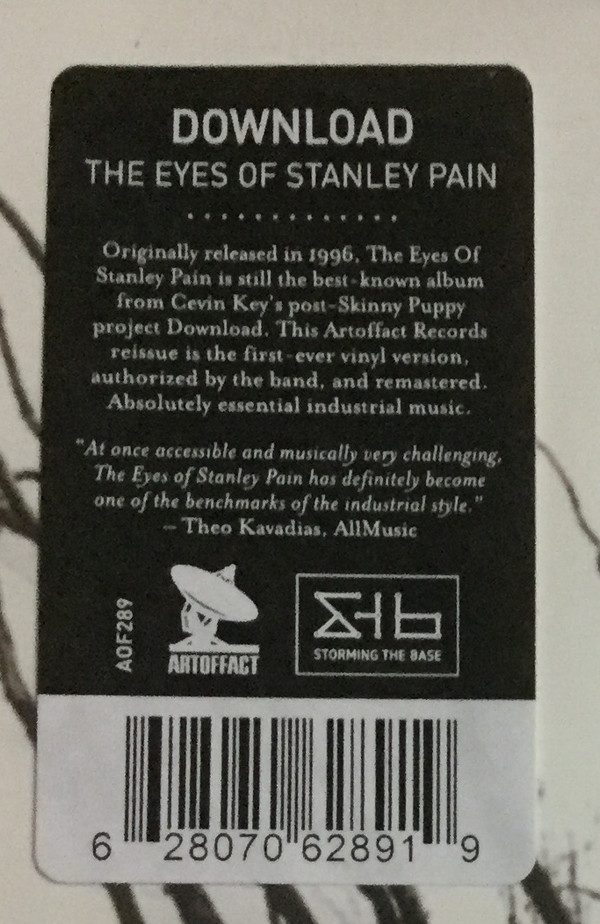 DOWNLOAD
THE EYES OF STANLEY PAIN
Originally released in 1996, The Eyes Of
Stanley Pain is still the best-known album
from Cevin Key's post-Skinny Puppy
project Download. This Artoffact Records
reissue is the first-ever vinyl version,
authorized by the band, and remastered.
Absolutely essential industrial music.
"At once accessible and musically very challenging,
The Eyes of Stanley Pain has definitely become
one of the benchmarks of the industrial style."
– Theo Kavadias, AllMusic
AOF289
ARTOFFACT
STB
STORMING THE BASE
6 28070 62891 9